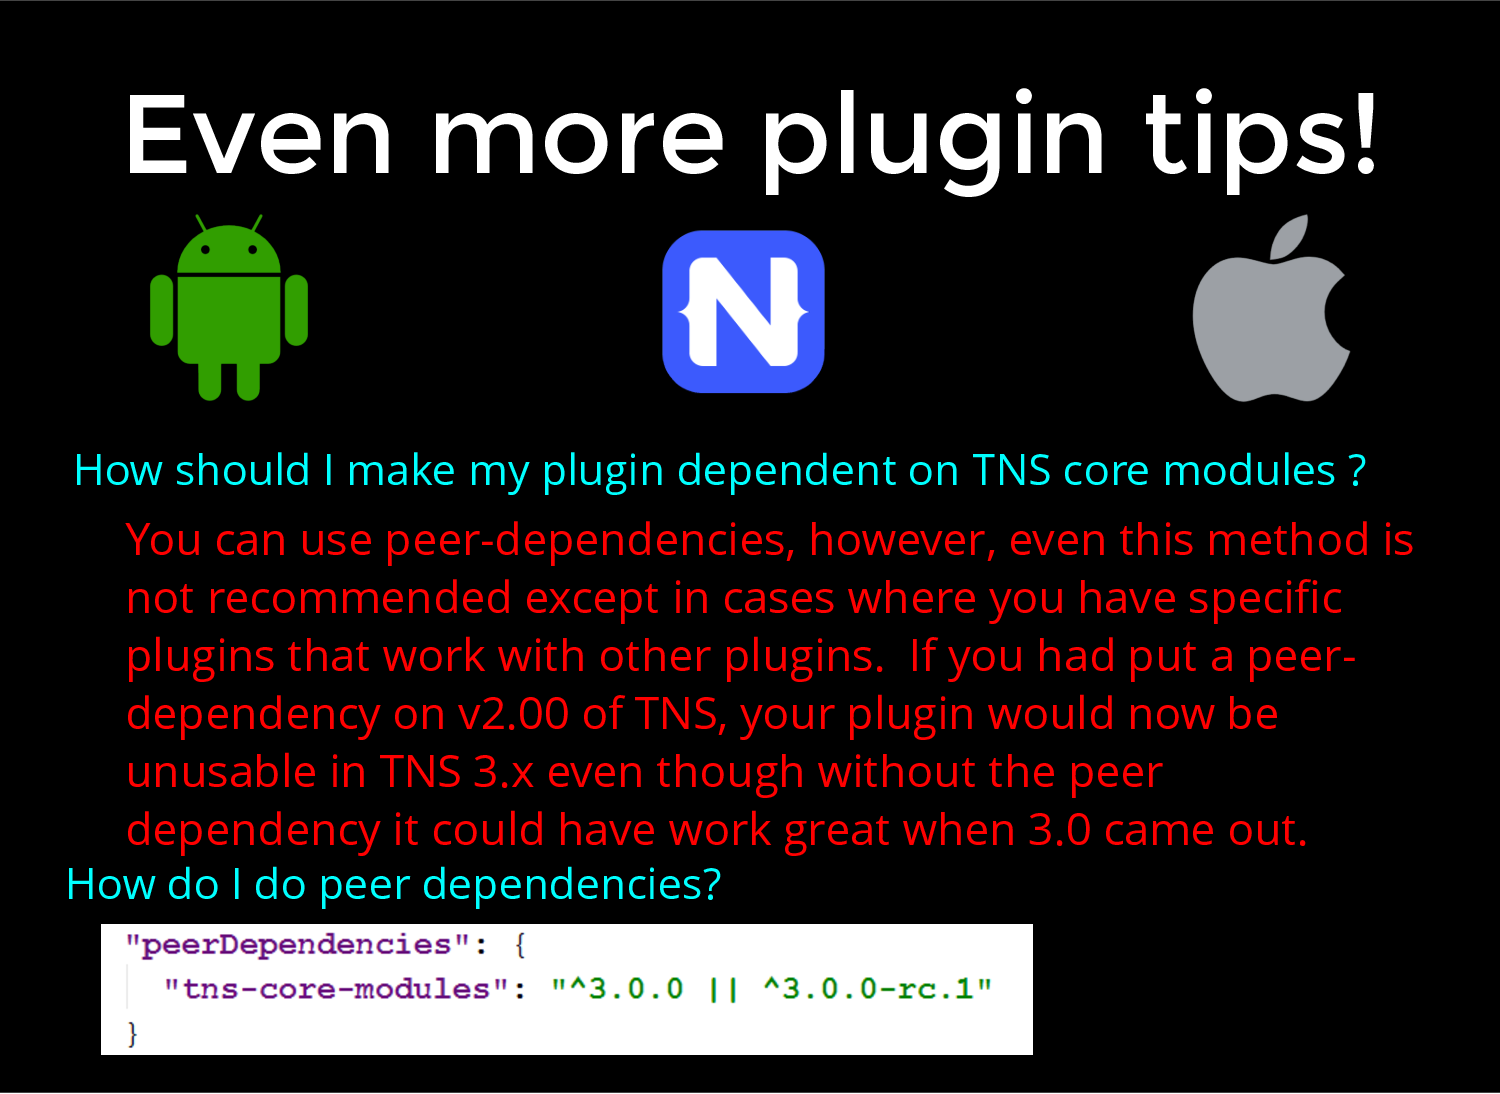 Even more plugin tips!
N
How should I make my plugin dependent on TNS core modules ?
You can use peer-dependencies, however, even this method is
not recommended except in cases where you have specific
plugins that work with other plugins.  If you had put a peer-
dependency on v2.00 of TNS, your plugin would now be
unusable in TNS 3.x even though without the peer
dependency it could have work great when 3.0 came out.
How do I do peer dependencies?
"peerDependencies": {
"tns-core-modules": "^3.0.0 || ^3.0.0-rc.1"
}